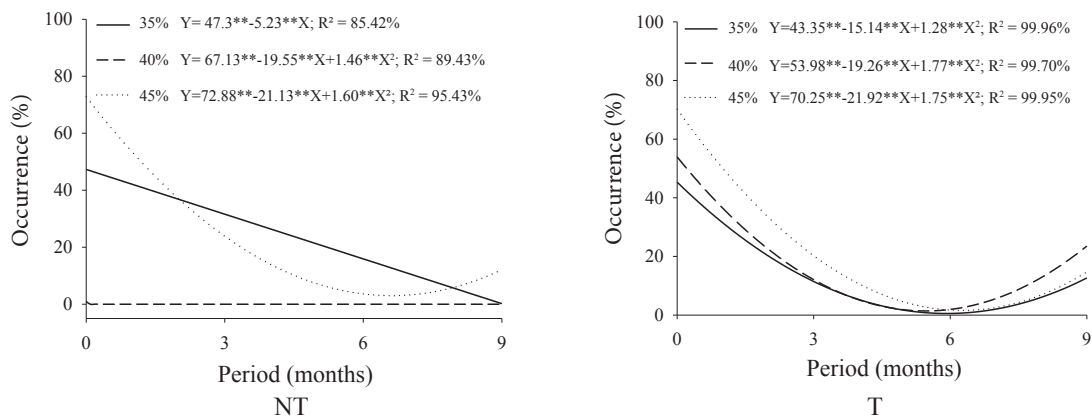 35% Y= 47.3**-5.23**X; R² = 85.42%
40% Y= 67.13**-19.55**X+1.46**X²; R² = 89.43%
45% Y=72.88**-21.13**X+1.60**X²; R² = 95.43%
Occurrence (%)
100
80
60
40
20
0
0 3 6 9
Period (months)
NT
35% Y=43.35**-15.14**X+1.28**X²; R² = 99.96%
40% Y=53.98**-19.26**X+1.77**X²; R² = 99.70%
45% Y=70.25**-21.92**X+1.75**X²; R² = 99.95%
Occurrence (%)
100
80
60
40
20
0
0 3 6 9
Period (months)
T